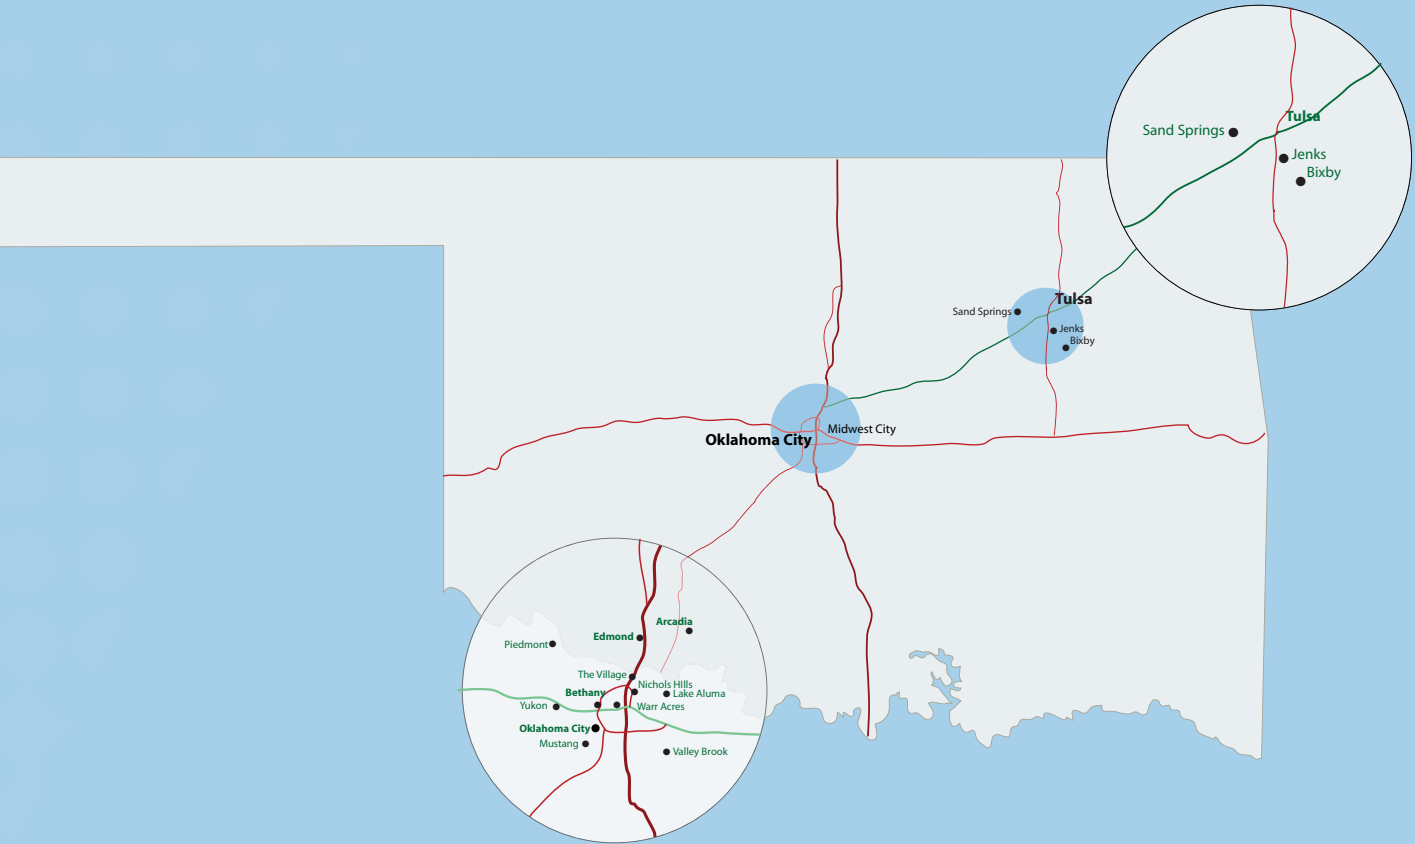 Tulsa
Sand Springs
Jenks
Bixby
Tulsa
Sand Springs
Jenks
Bixby
Midwest City
Oklahoma City
Arcadia
Edmond
Piedmont
The Village
Nichols HIlls
Bethany
Lake Aluma
Yukon
Warr Acres
Oklahoma City
Mustang
Valley Brook